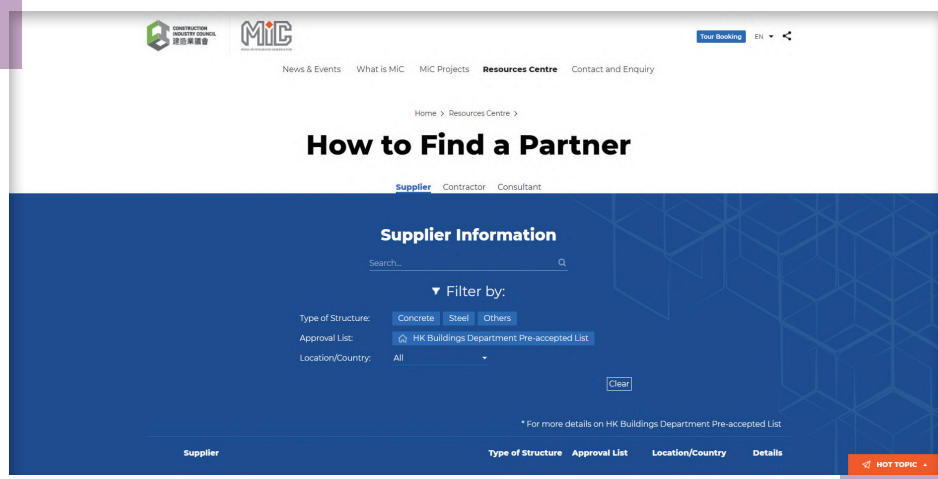 CONSTRUCTION
INDUSTRY COUNCIL
建造業議會
MiC
Tour Booking EN
News & Events What is MiC MiC Projects Resources Centre Contact and Enquiry
Home > Resources Centre >
How to Find a Partner
Supplier Contractor Consultant
Supplier Information
Search...
Filter by:
Type of Structure: Concrete Steel Others
Approval List: HK Buildings Department Pre-accepted List
Location/Country: All
Clear
* For more details on HK Buildings Department Pre-accepted List
Supplier Type of Structure Approval List Location/Country Details
HOT TOPIC